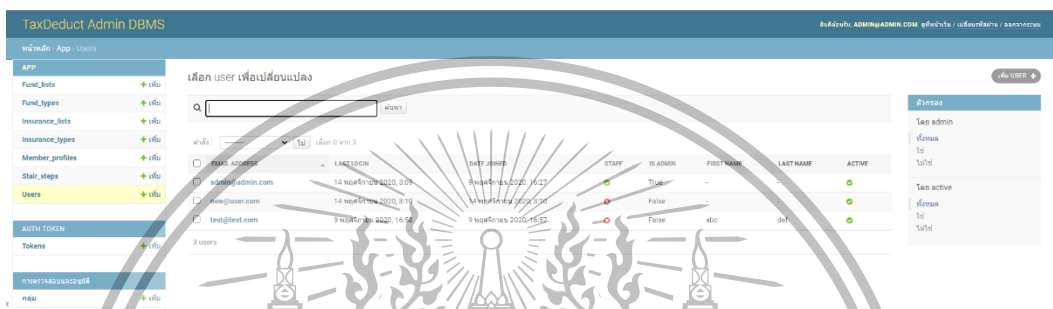 TaxDeduct Admin DBMS
ยินดีต้อนรับ, ADMIN@ADMIN.COM. ดูที่หน้าเว็บ / เปลี่ยนรหัสผ่าน / ออกจากระบบ
หน้าหลัก › App › Users
APP
Fund_lists + เพิ่ม
Fund_types + เพิ่ม
Insurance_lists + เพิ่ม
Insurance_types + เพิ่ม
Member_profiles + เพิ่ม
Stair_steps + เพิ่ม
Users + เพิ่ม
AUTH TOKEN
Tokens + เพิ่ม
การตรวจสอบและอนุมัติ
กลุ่ม + เพิ่ม
เลือก user เพื่อเปลี่ยนแปลง
เพิ่ม USER +
ค้นหา
คำสั่ง : --------- ไป เลือก 0 จาก 3
EMAIL ADDRESS LAST LOGIN DATE JOINED STAFF IS ADMIN FIRST NAME LAST NAME ACTIVE
admin@admin.com 14 พฤศจิกายน 2020, 3:09 9 พฤศจิกายน 2020, 16:27 True - -
new@user.com 14 พฤศจิกายน 2020, 3:10 14 พฤศจิกายน 2020, 3:10 False - -
test@test.com 9 พฤศจิกายน 2020, 16:58 9 พฤศจิกายน 2020, 16:57 False abc def
3 users
ตัวกรอง
โดย admin
ทั้งหมด
ใช่
ไม่ใช่
โดย active
ทั้งหมด
ใช่
ไม่ใช่